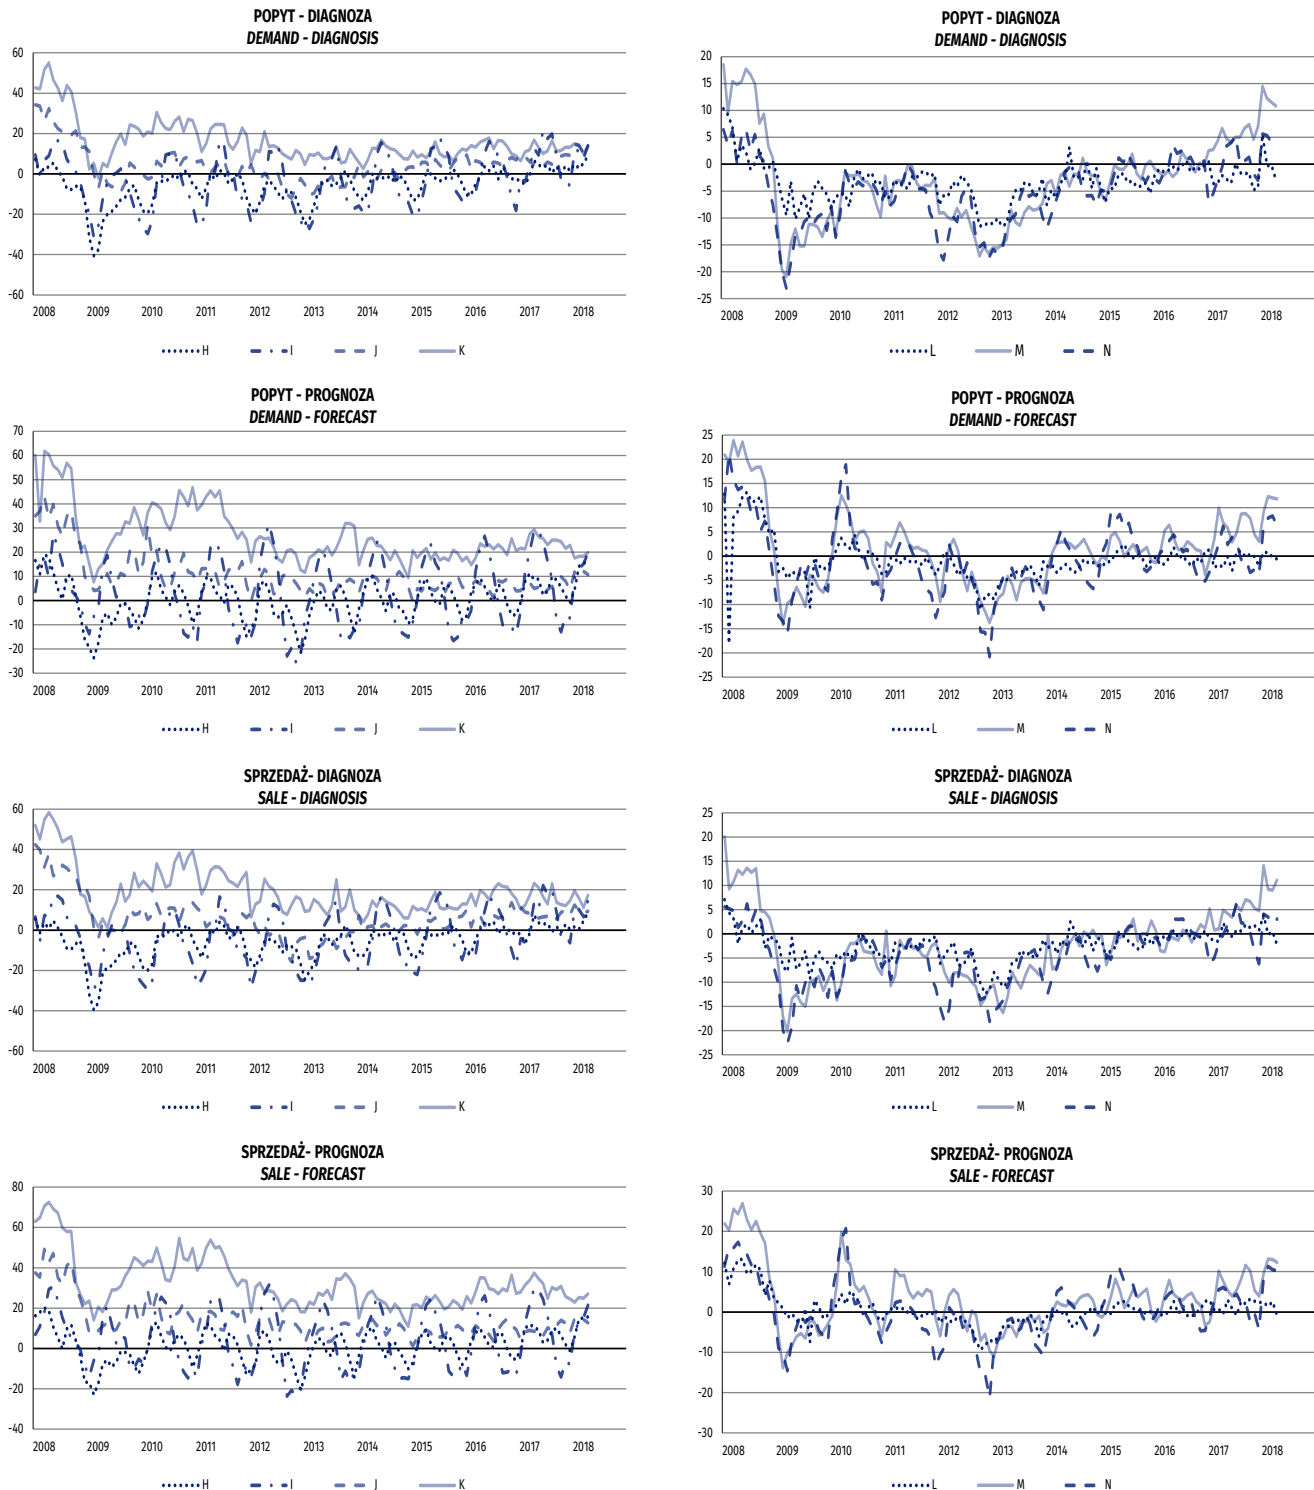 POPYT - DIAGNOZA
DEMAND - DIAGNOSIS
60
40
20
0
-20
-40
-60
2008 2009 2010 2011 2012 2013 2014 2015 2016 2017 2018
H I J K
POPYT - DIAGNOZA
DEMAND - DIAGNOSIS
20
15
10
5
0
-5
-10
-15
-20
-25
2008 2009 2010 2011 2012 2013 2014 2015 2016 2017 2018
L M N
POPYT - PROGNOZA
DEMAND - FORECAST
70
60
50
40
30
20
10
0
-10
-20
-30
2008 2009 2010 2011 2012 2013 2014 2015 2016 2017 2018
H I J K
POPYT - PROGNOZA
DEMAND - FORECAST
25
20
15
10
5
0
-5
-10
-15
-20
-25
2008 2009 2010 2011 2012 2013 2014 2015 2016 2017 2018
L M N
SPRZEDAŻ- DIAGNOZA
SALE - DIAGNOSIS
60
40
20
0
-20
-40
-60
2008 2009 2010 2011 2012 2013 2014 2015 2016 2017 2018
H I J K
SPRZEDAŻ- DIAGNOZA
SALE - DIAGNOSIS
25
20
15
10
5
0
-5
-10
-15
-20
-25
2008 2009 2010 2011 2012 2013 2014 2015 2016 2017 2018
L M N
SPRZEDAŻ- PROGNOZA
SALE - FORECAST
80
60
40
20
0
-20
-40
2008 2009 2010 2011 2012 2013 2014 2015 2016 2017 2018
H I J K
SPRZEDAŻ- PROGNOZA
SALE - FORECAST
30
20
10
0
-10
-20
-30
2008 2009 2010 2011 2012 2013 2014 2015 2016 2017 2018
L M N